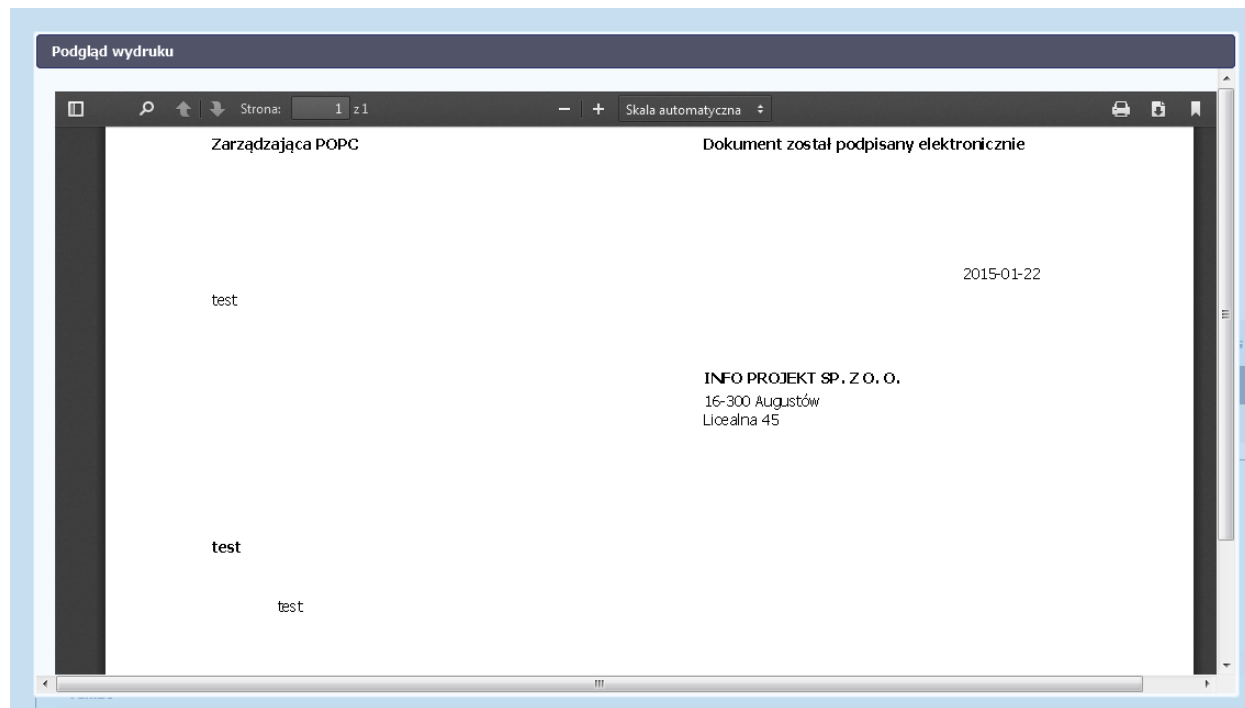 Podgląd wydruku
Strona: 1 z 1
Skala automatyczna
Zarządzająca POPC
Dokument został podpisany elektronicznie
2015-01-22
test
INFO PROJEKT SP. Z O. O.
16-300 Augustów
Licealna 45
test
test